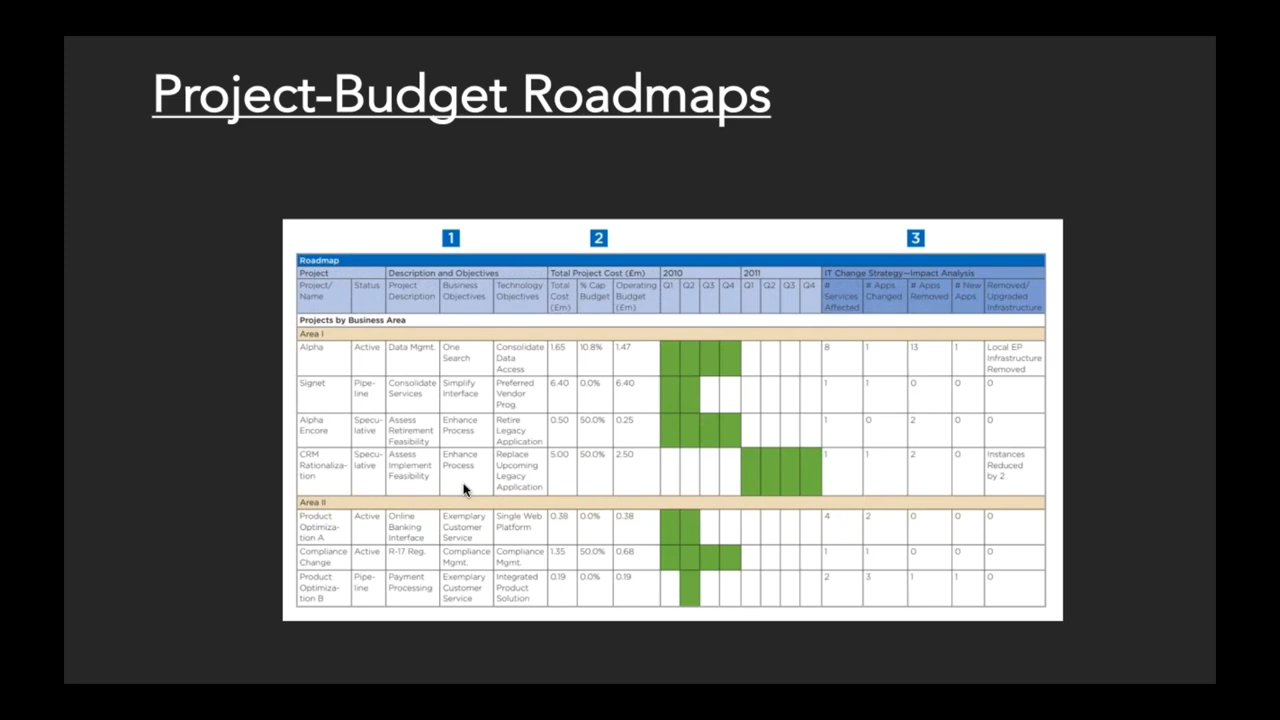 Project-Budget Roadmaps
1 2 3
Roadmap
Project Description and Objectives Total Project Cost (£m) 2010 2011 IT Change Strategy—Impact Analysis
Project/ Status Project Business Technology Total % Cap Operating Q1 Q2 Q3 Q4 Q1 Q2 Q3 Q4 # # Apps # Apps # New Removed/
Name Description Objectives Objectives Cost Budget Budget Services Changed Removed Apps Upgraded
(£m) (£m) Affected Infrastructure
Projects by Business Area
Area I
Alpha Active Data Mgmt. One Consolidate 1.65 10.8% 1.47 8 1 13 1 Local EP
Search Data Infrastructure
Access Removed
Signet Pipe- Consolidate Simplify Preferred 6.40 0.0% 6.40 1 1 0 0 0
line Services Interface Vendor
Prog.
Alpha Specu- Assess Enhance Retire 0.50 50.0% 0.25 1 0 2 0 0
Encore lative Retirement Process Legacy
Feasibility Application
CRM Specu- Assess Enhance Replace 5.00 50.0% 2.50 1 1 2 0 Instances
Rationaliza- lative Implement Process Upcoming Reduced
tion Feasibility Legacy by 2
Application
Area II
Product Active Online Exemplary Single Web 0.38 0.0% 0.38 4 2 0 0 0
Optimiza- Banking Customer Platform
tion A Interface Service
Compliance Active R-17 Reg. Compliance Compliance 1.35 50.0% 0.68 1 1 0 0 0
Change Mgmt. Mgmt.
Product Pipe- Payment Exemplary Integrated 0.19 0.0% 0.19 2 3 1 1 0
Optimiza- line Processing Customer Product
tion B Service Solution